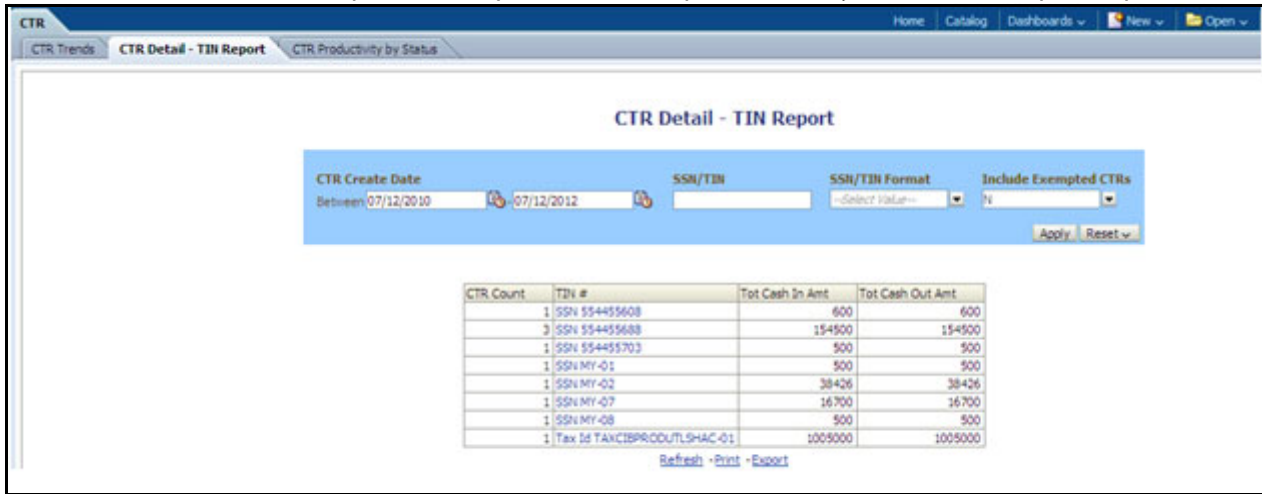 CTR Home Catalog Dashboards New Open
CTR Trends CTR Detail - TIN Report CTR Productivity by Status
CTR Detail - TIN Report
CTR Create Date SSN/TIN SSN/TIN Format Include Exempted CTRs
Between 07/12/2010 - 07/12/2012 --Select Value-- N
Apply Reset
CTR Count TIN # Tot Cash In Amt Tot Cash Out Amt
1 SSN 554455608 600 600
3 SSN 554455688 154500 154500
1 SSN 554455703 500 500
1 SSN MY-01 500 500
1 SSN MY-02 38426 38426
1 SSN MY-07 16700 16700
1 SSN MY-08 500 500
1 Tax Id TAXCIBPRODUTLSHAC-01 1005000 1005000
Refresh - Print - Export